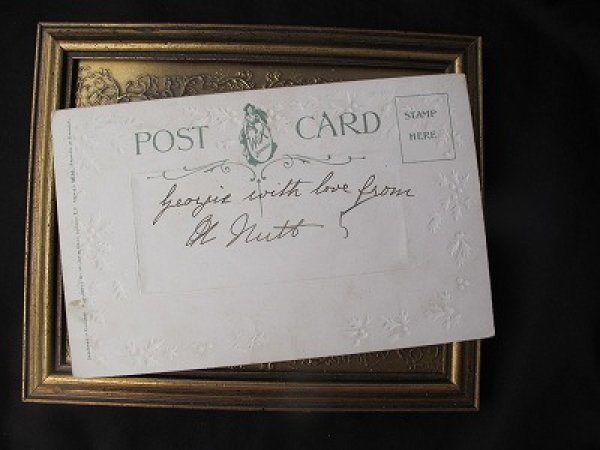 POST CARD
STAMP
HERE
Georgie with love from
H Nutt